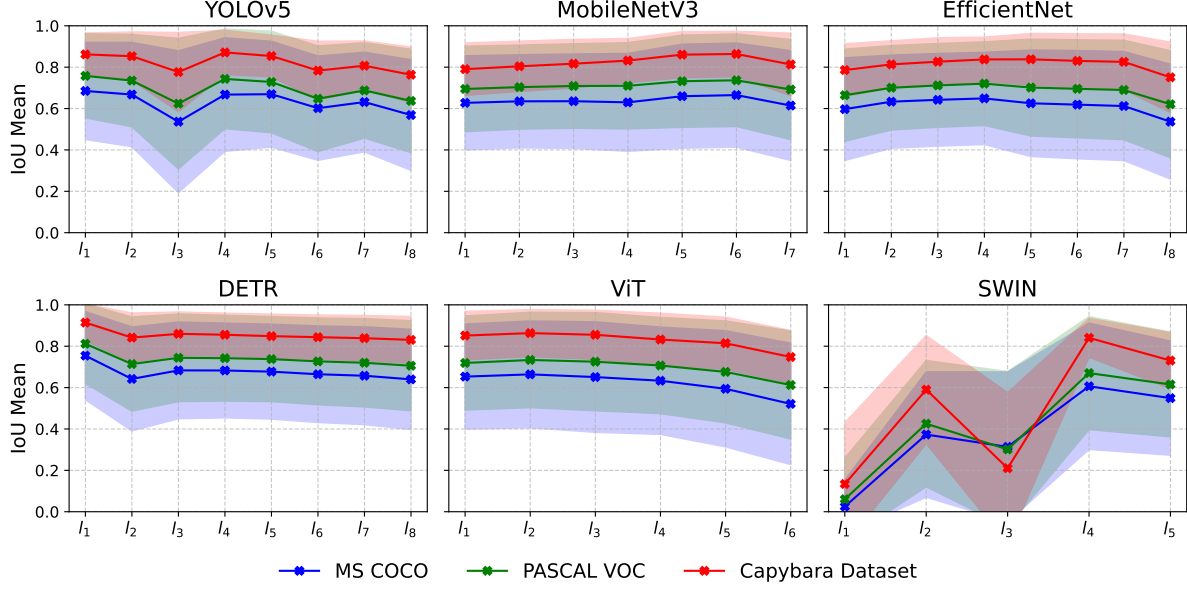 YOLOv5 MobileNetV3 EfficientNet
IoU Mean
1.0
0.8
0.6
0.4
0.2
0.0
l1 l2 l3 l4 l5 l6 l7 l8
l1 l2 l3 l4 l5 l6 l7
l1 l2 l3 l4 l5 l6 l7 l8
DETR ViT SWIN
IoU Mean
1.0
0.8
0.6
0.4
0.2
0.0
l1 l2 l3 l4 l5 l6 l7 l8
l1 l2 l3 l4 l5 l6
l1 l2 l3 l4 l5
MS COCO PASCAL VOC Capybara Dataset